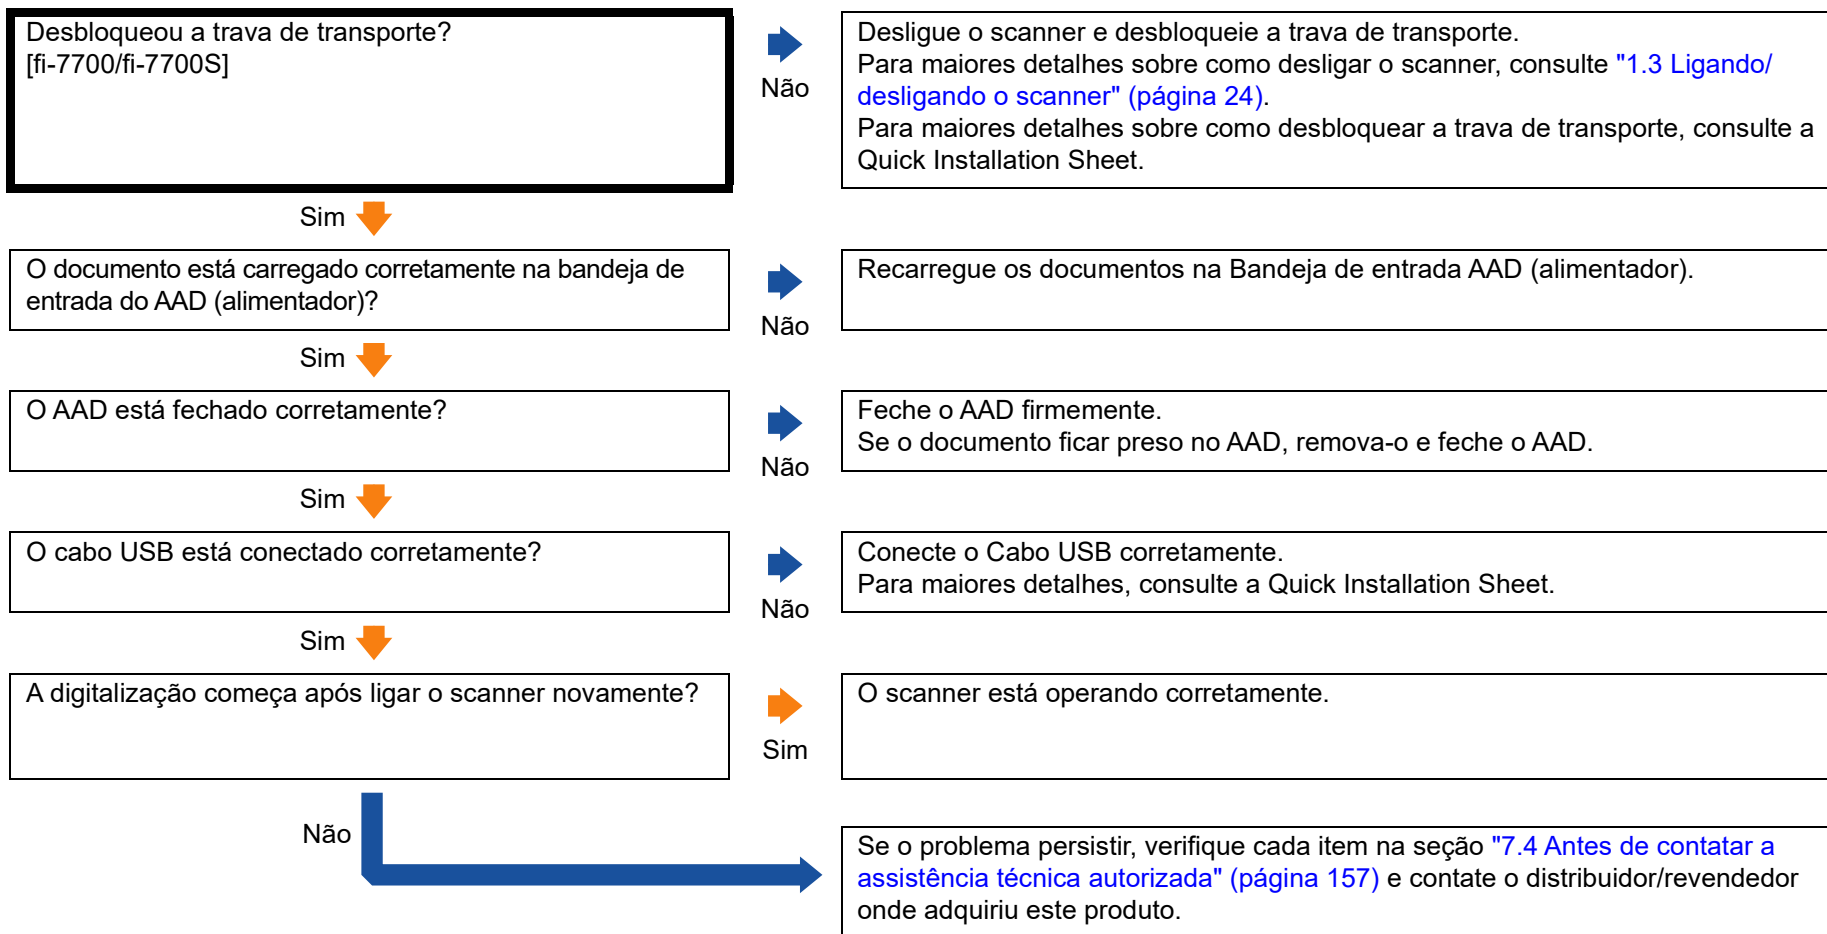 Desbloqueou a trava de transporte?
[fi-7700/fi-7700S]
Não
Desligue o scanner e desbloqueie a trava de transporte.
Para maiores detalhes sobre como desligar o scanner, consulte "1.3 Ligando/
desligando o scanner" (página 24).
Para maiores detalhes sobre como desbloquear a trava de transporte, consulte a
Quick Installation Sheet.
Sim
O documento está carregado corretamente na bandeja de
entrada do AAD (alimentador)?
Não
Recarregue os documentos na Bandeja de entrada AAD (alimentador).
Sim
O AAD está fechado corretamente?
Não
Feche o AAD firmemente.
Se o documento ficar preso no AAD, remova-o e feche o AAD.
Sim
O cabo USB está conectado corretamente?
Não
Conecte o Cabo USB corretamente.
Para maiores detalhes, consulte a Quick Installation Sheet.
Sim
A digitalização começa após ligar o scanner novamente?
Sim
O scanner está operando corretamente.
Não
Se o problema persistir, verifique cada item na seção "7.4 Antes de contatar a
assistência técnica autorizada" (página 157) e contate o distribuidor/revendedor
onde adquiriu este produto.